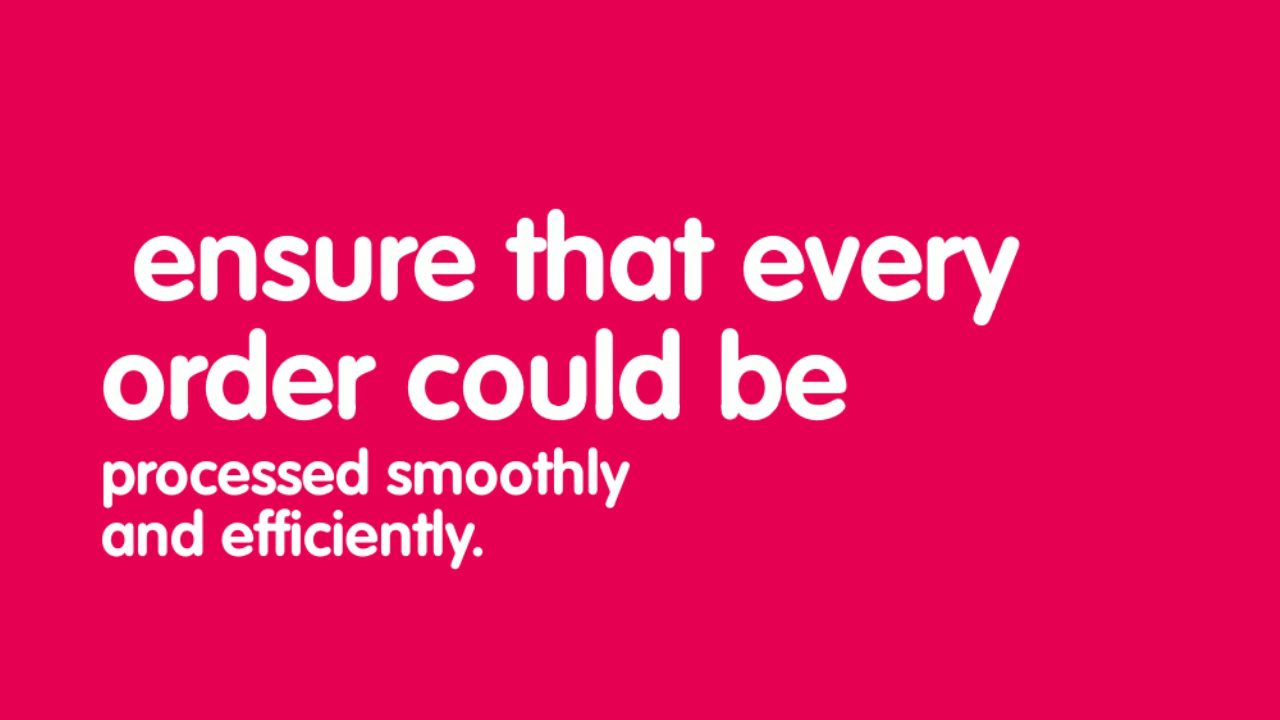 ensure that every
order could be
processed smoothly
and efficiently.